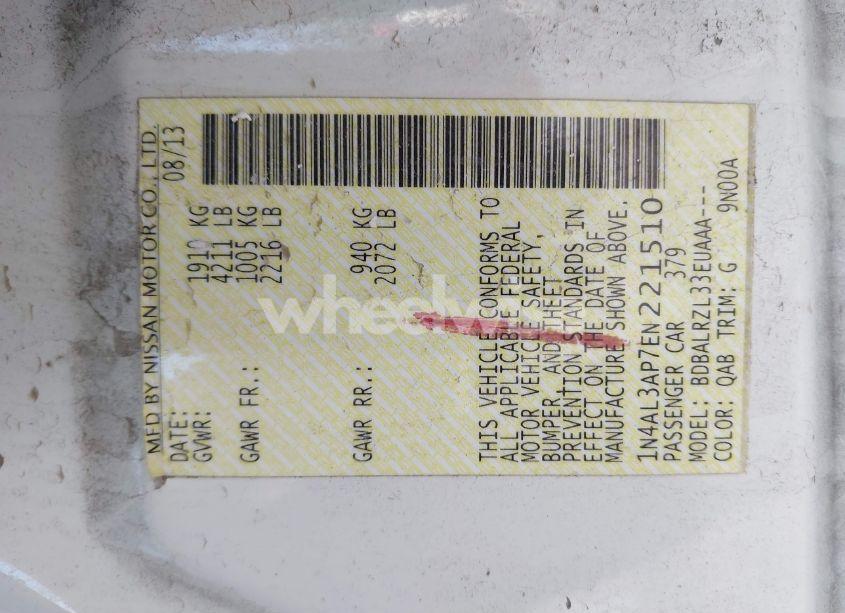 MFD BY NISSAN MOTOR CO., LTD.
DATE: 08/13
GVWR: 1910 KG
4211 LB
GAWR FR.: 1005 KG
2216 LB
GAWR RR.: 940 KG
2072 LB
THIS VEHICLE CONFORMS TO
ALL APPLICABLE FEDERAL
MOTOR VEHICLE SAFETY,
BUMPER, AND THEFT
PREVENTION STANDARDS IN
EFFECT ON THE DATE OF
MANUFACTURE SHOWN ABOVE.
1N4AL3AP7EN221510
PASSENGER CAR 379
MODEL: BDBALRZL33EUAAA---
COLOR: QAB TRIM: G 9N00A